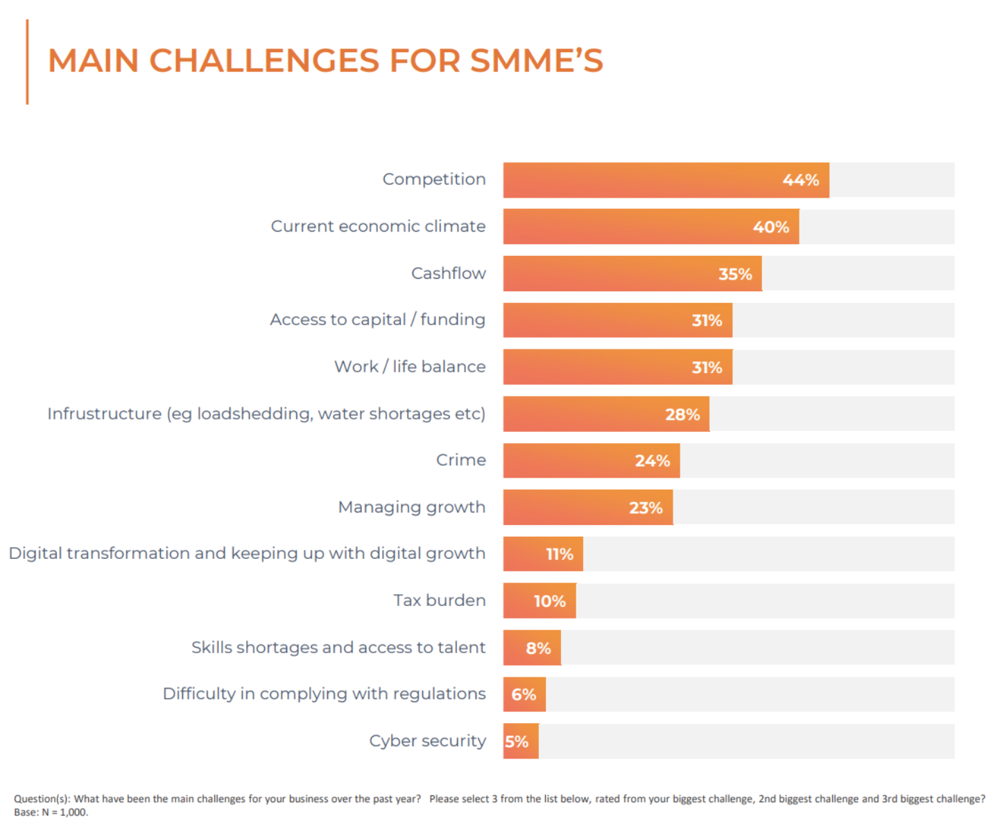 MAIN CHALLENGES FOR SMME’S
Competition 44%
Current economic climate 40%
Cashflow 35%
Access to capital / funding 31%
Work / life balance 31%
Infrustructure (eg loadshedding, water shortages etc) 28%
Crime 24%
Managing growth 23%
Digital transformation and keeping up with digital growth 11%
Tax burden 10%
Skills shortages and access to talent 8%
Difficulty in complying with regulations 6%
Cyber security 5%
Question(s): What have been the main challenges for your business over the past year? Please select 3 from the list below, rated from your biggest challenge, 2nd biggest challenge and 3rd biggest challenge?
Base: N = 1,000.